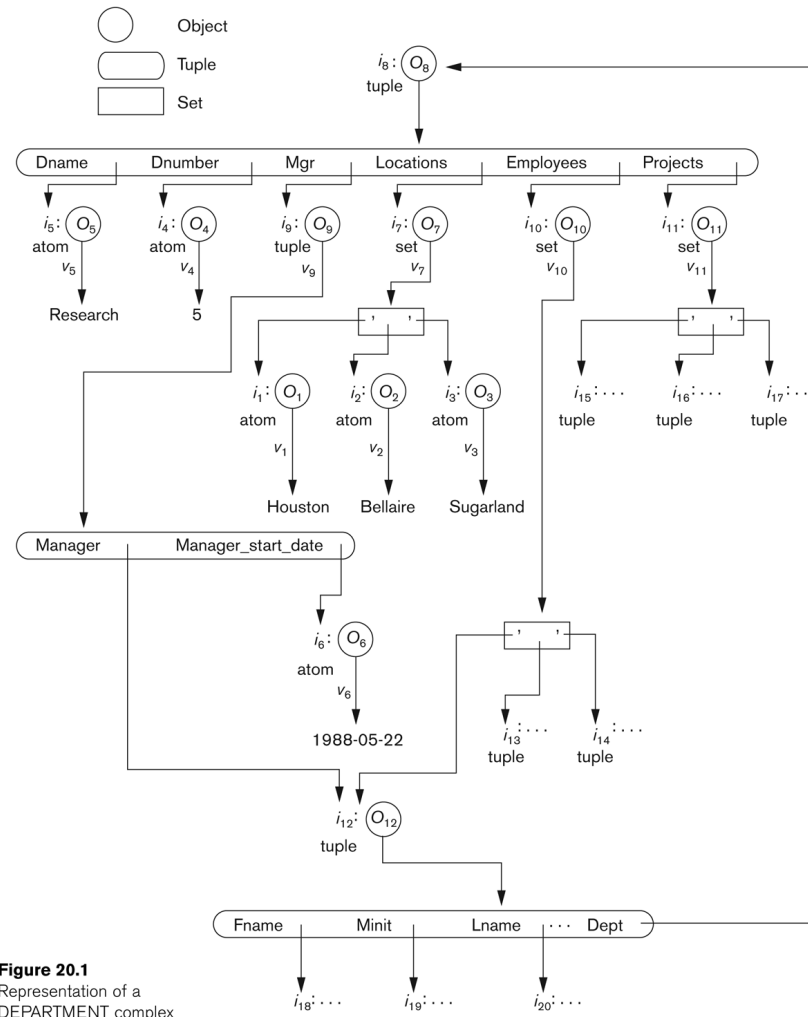 Object
Tuple
Set
i8: O8
tuple
Dname Dnumber Mgr Locations Employees Projects
i5: O5 i4: O4 i9: O9 i7: O7 i10: O10 i11: O11
atom atom tuple set set set
v5 v4 v9 v7 v10 v11
Research 5
, , , ,
i1: O1 i2: O2 i3: O3 i15: ... i16: ... i17: ..
atom atom atom tuple tuple tuple
v1 v2 v3
Houston Bellaire Sugarland
Manager Manager_start_date
i6: O6 , ,
atom
v6
1988-05-22 i13: ... i14: ...
tuple tuple
i12: O12
tuple
Fname Minit Lname ... Dept
Figure 20.1
Representation of a
DEPARTMENT complex
i18: ... i19: ... i20: ...